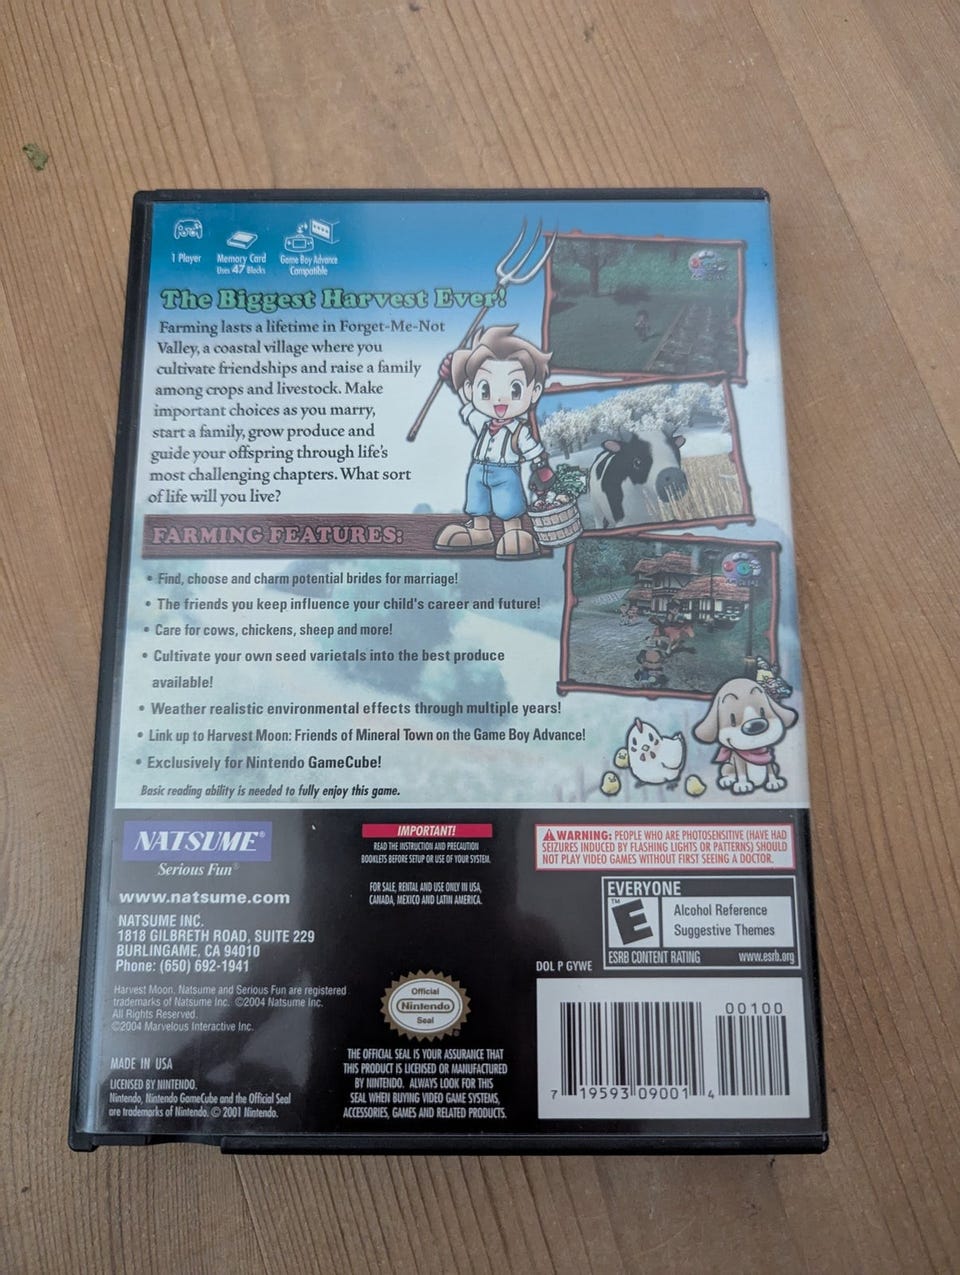 1 Player
Memory Card
Uses 47 Blocks
Game Boy Advance
Compatible
The Biggest Harvest Ever!
Farming lasts a lifetime in Forget-Me-Not
Valley, a coastal village where you
cultivate friendships and raise a family
among crops and livestock. Make
important choices as you marry,
start a family, grow produce and
guide your offspring through life's
most challenging chapters. What sort
of life will you live?
FARMING FEATURES:
• Find, choose and charm potential brides for marriage!
• The friends you keep influence your child's career and future!
• Care for cows, chickens, sheep and more!
• Cultivate your own seed varietals into the best produce
available!
• Weather realistic environmental effects through multiple years!
• Link up to Harvest Moon: Friends of Mineral Town on the Game Boy Advance!
• Exclusively for Nintendo GameCube!
Basic reading ability is needed to fully enjoy this game.
NATSUME®
Serious Fun®
www.natsume.com
NATSUME INC.
1818 GILBRETH ROAD, SUITE 229
BURLINGAME, CA 94010
Phone: (650) 692-1941
Harvest Moon, Natsume and Serious Fun are registered
trademarks of Natsume Inc. ©2004 Natsume Inc.
All Rights Reserved.
©2004 Marvelous Interactive Inc.
MADE IN USA
LICENSED BY NINTENDO.
Nintendo, Nintendo GameCube and the Official Seal
are trademarks of Nintendo. © 2001 Nintendo.
IMPORTANT!
READ THE INSTRUCTION AND PRECAUTION
BOOKLETS BEFORE SETUP OR USE OF YOUR SYSTEM.
FOR SALE, RENTAL AND USE ONLY IN USA,
CANADA, MEXICO AND LATIN AMERICA.
Official
Nintendo
Seal
THE OFFICIAL SEAL IS YOUR ASSURANCE THAT
THIS PRODUCT IS LICENSED OR MANUFACTURED
BY NINTENDO. ALWAYS LOOK FOR THIS
SEAL WHEN BUYING VIDEO GAME SYSTEMS,
ACCESSORIES, GAMES AND RELATED PRODUCTS.
WARNING: PEOPLE WHO ARE PHOTOSENSITIVE (HAVE HAD
SEIZURES INDUCED BY FLASHING LIGHTS OR PATTERNS) SHOULD
NOT PLAY VIDEO GAMES WITHOUT FIRST SEEING A DOCTOR.
EVERYONE
E™
Alcohol Reference
Suggestive Themes
ESRB CONTENT RATING www.esrb.org
DOL P GYWE
00100
7 19593 09001 4